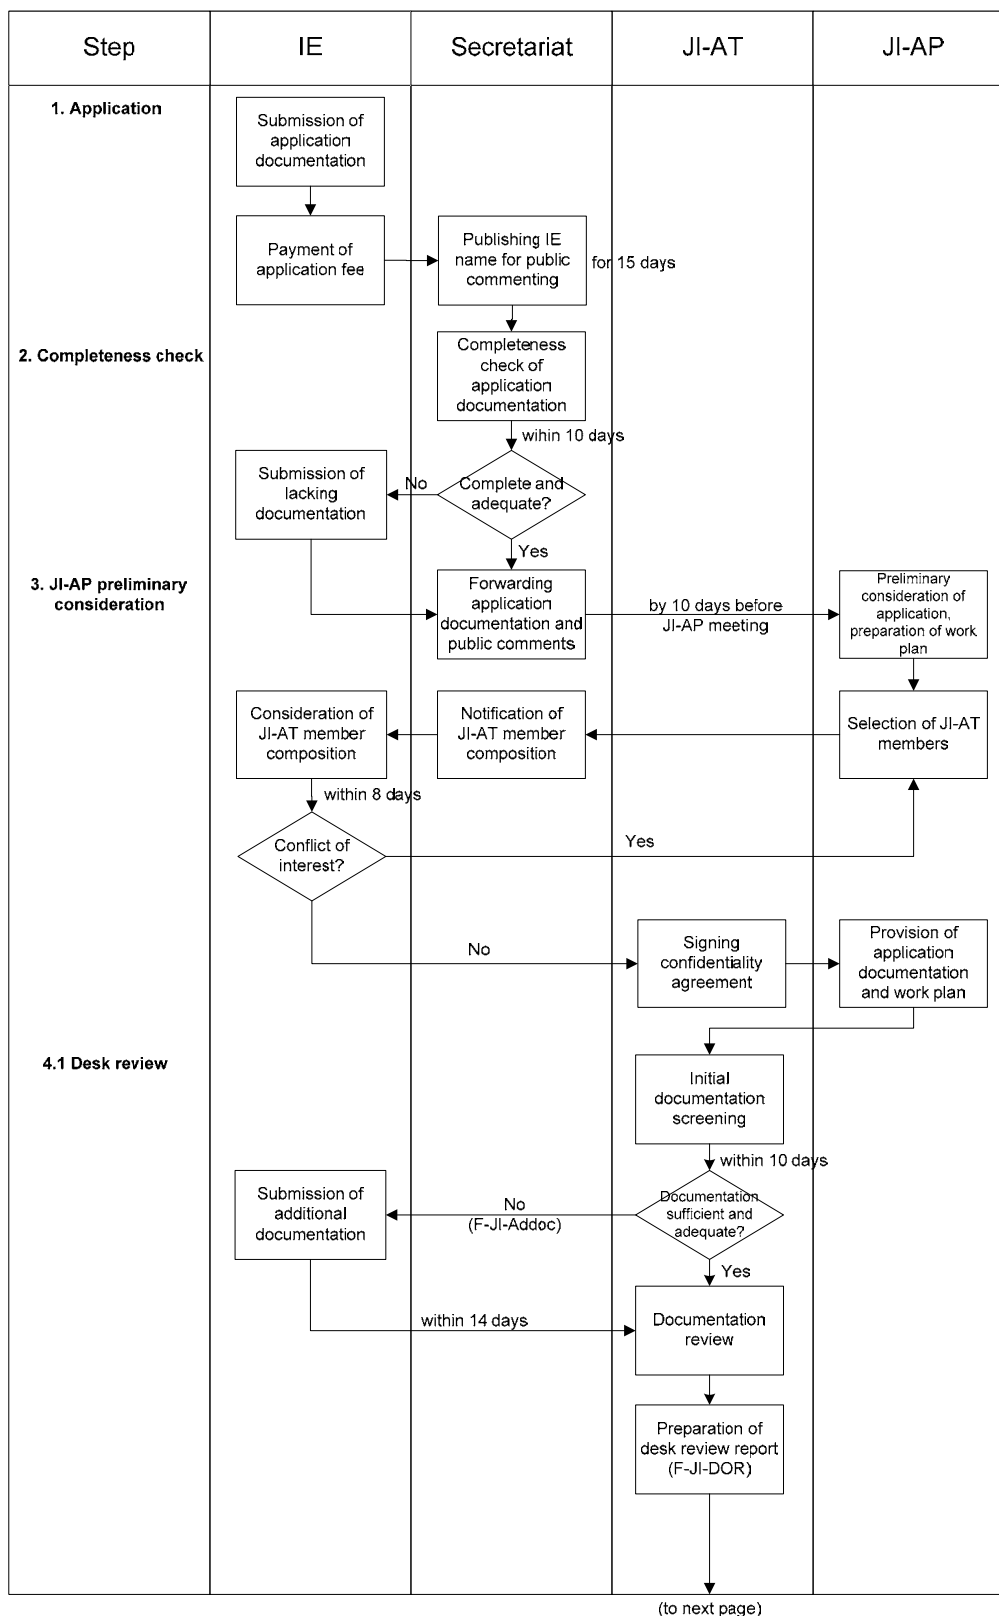 Step
IE
Secretariat
JI-AT
JI-AP
1. Application
Submission of
application
documentation
Payment of
application fee
Publishing IE
name for public
commenting
for 15 days
2. Completeness check
Completeness
check of
application
documentation
wihin 10 days
Submission of
lacking
documentation
No
Complete and
adequate?
Yes
3. JI-AP preliminary
consideration
Forwarding
application
documentation and
public comments
by 10 days before
JI-AP meeting
Preliminary
consideration of
application,
preparation of work
plan
Consideration of
JI-AT member
composition
Notification of
JI-AT member
composition
Selection of JI-AT
members
within 8 days
Conflict of
interest?
Yes
No
Signing
confidentiality
agreement
Provision of
application
documentation
and work plan
4.1 Desk review
Initial
documentation
screening
within 10 days
Submission of
additional
documentation
No
(F-JI-Addoc)
Documentation
sufficient and
adequate?
Yes
within 14 days
Documentation
review
Preparation of
desk review report
(F-JI-DOR)
(to next page)